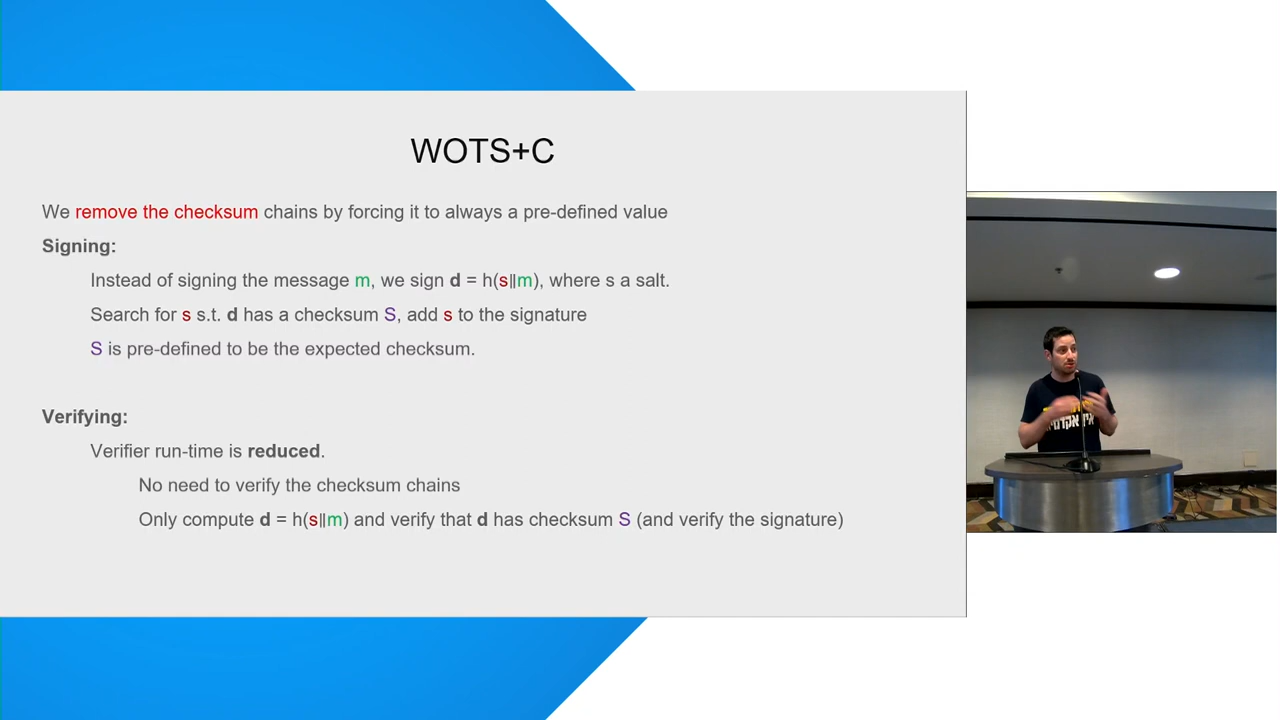 WOTS+C
We remove the checksum chains by forcing it to always a pre-defined value
Signing:
Instead of signing the message m, we sign d = h(s‖m), where s a salt.
Search for s s.t. d has a checksum S, add s to the signature
S is pre-defined to be the expected checksum.
Verifying:
Verifier run-time is reduced.
No need to verify the checksum chains
Only compute d = h(s‖m) and verify that d has checksum S (and verify the signature)